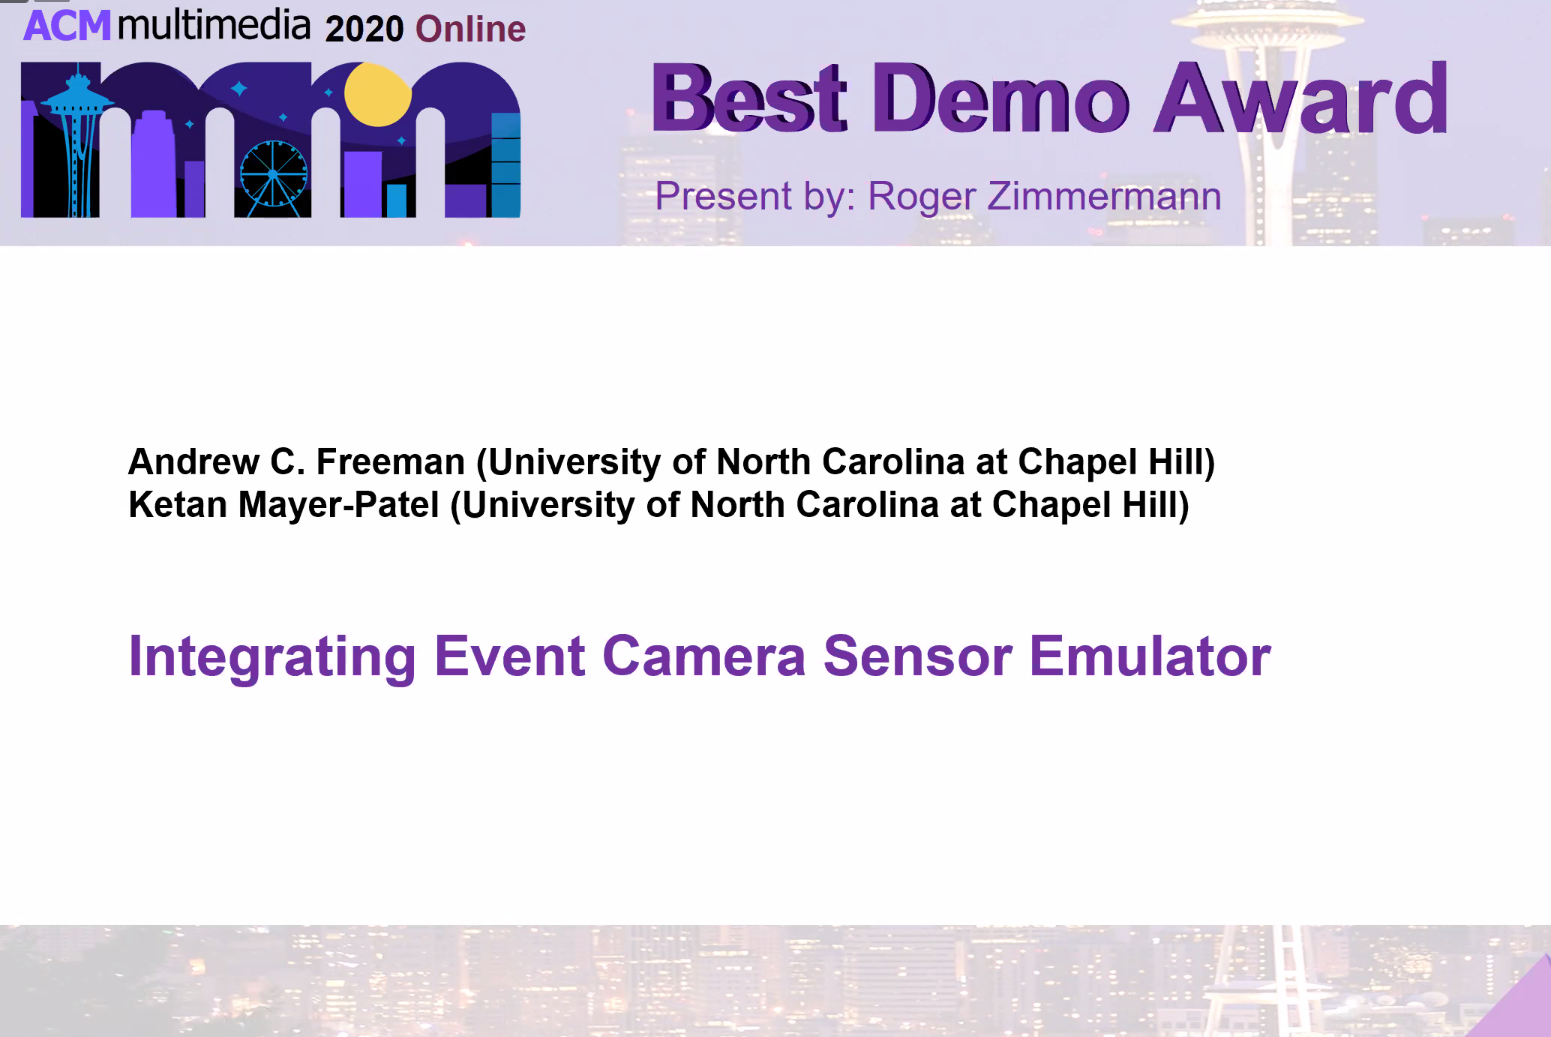 ACM multimedia 2020 Online
Best Demo Award
Present by: Roger Zimmermann
Andrew C. Freeman (University of North Carolina at Chapel Hill)
Ketan Mayer-Patel (University of North Carolina at Chapel Hill)
Integrating Event Camera Sensor Emulator